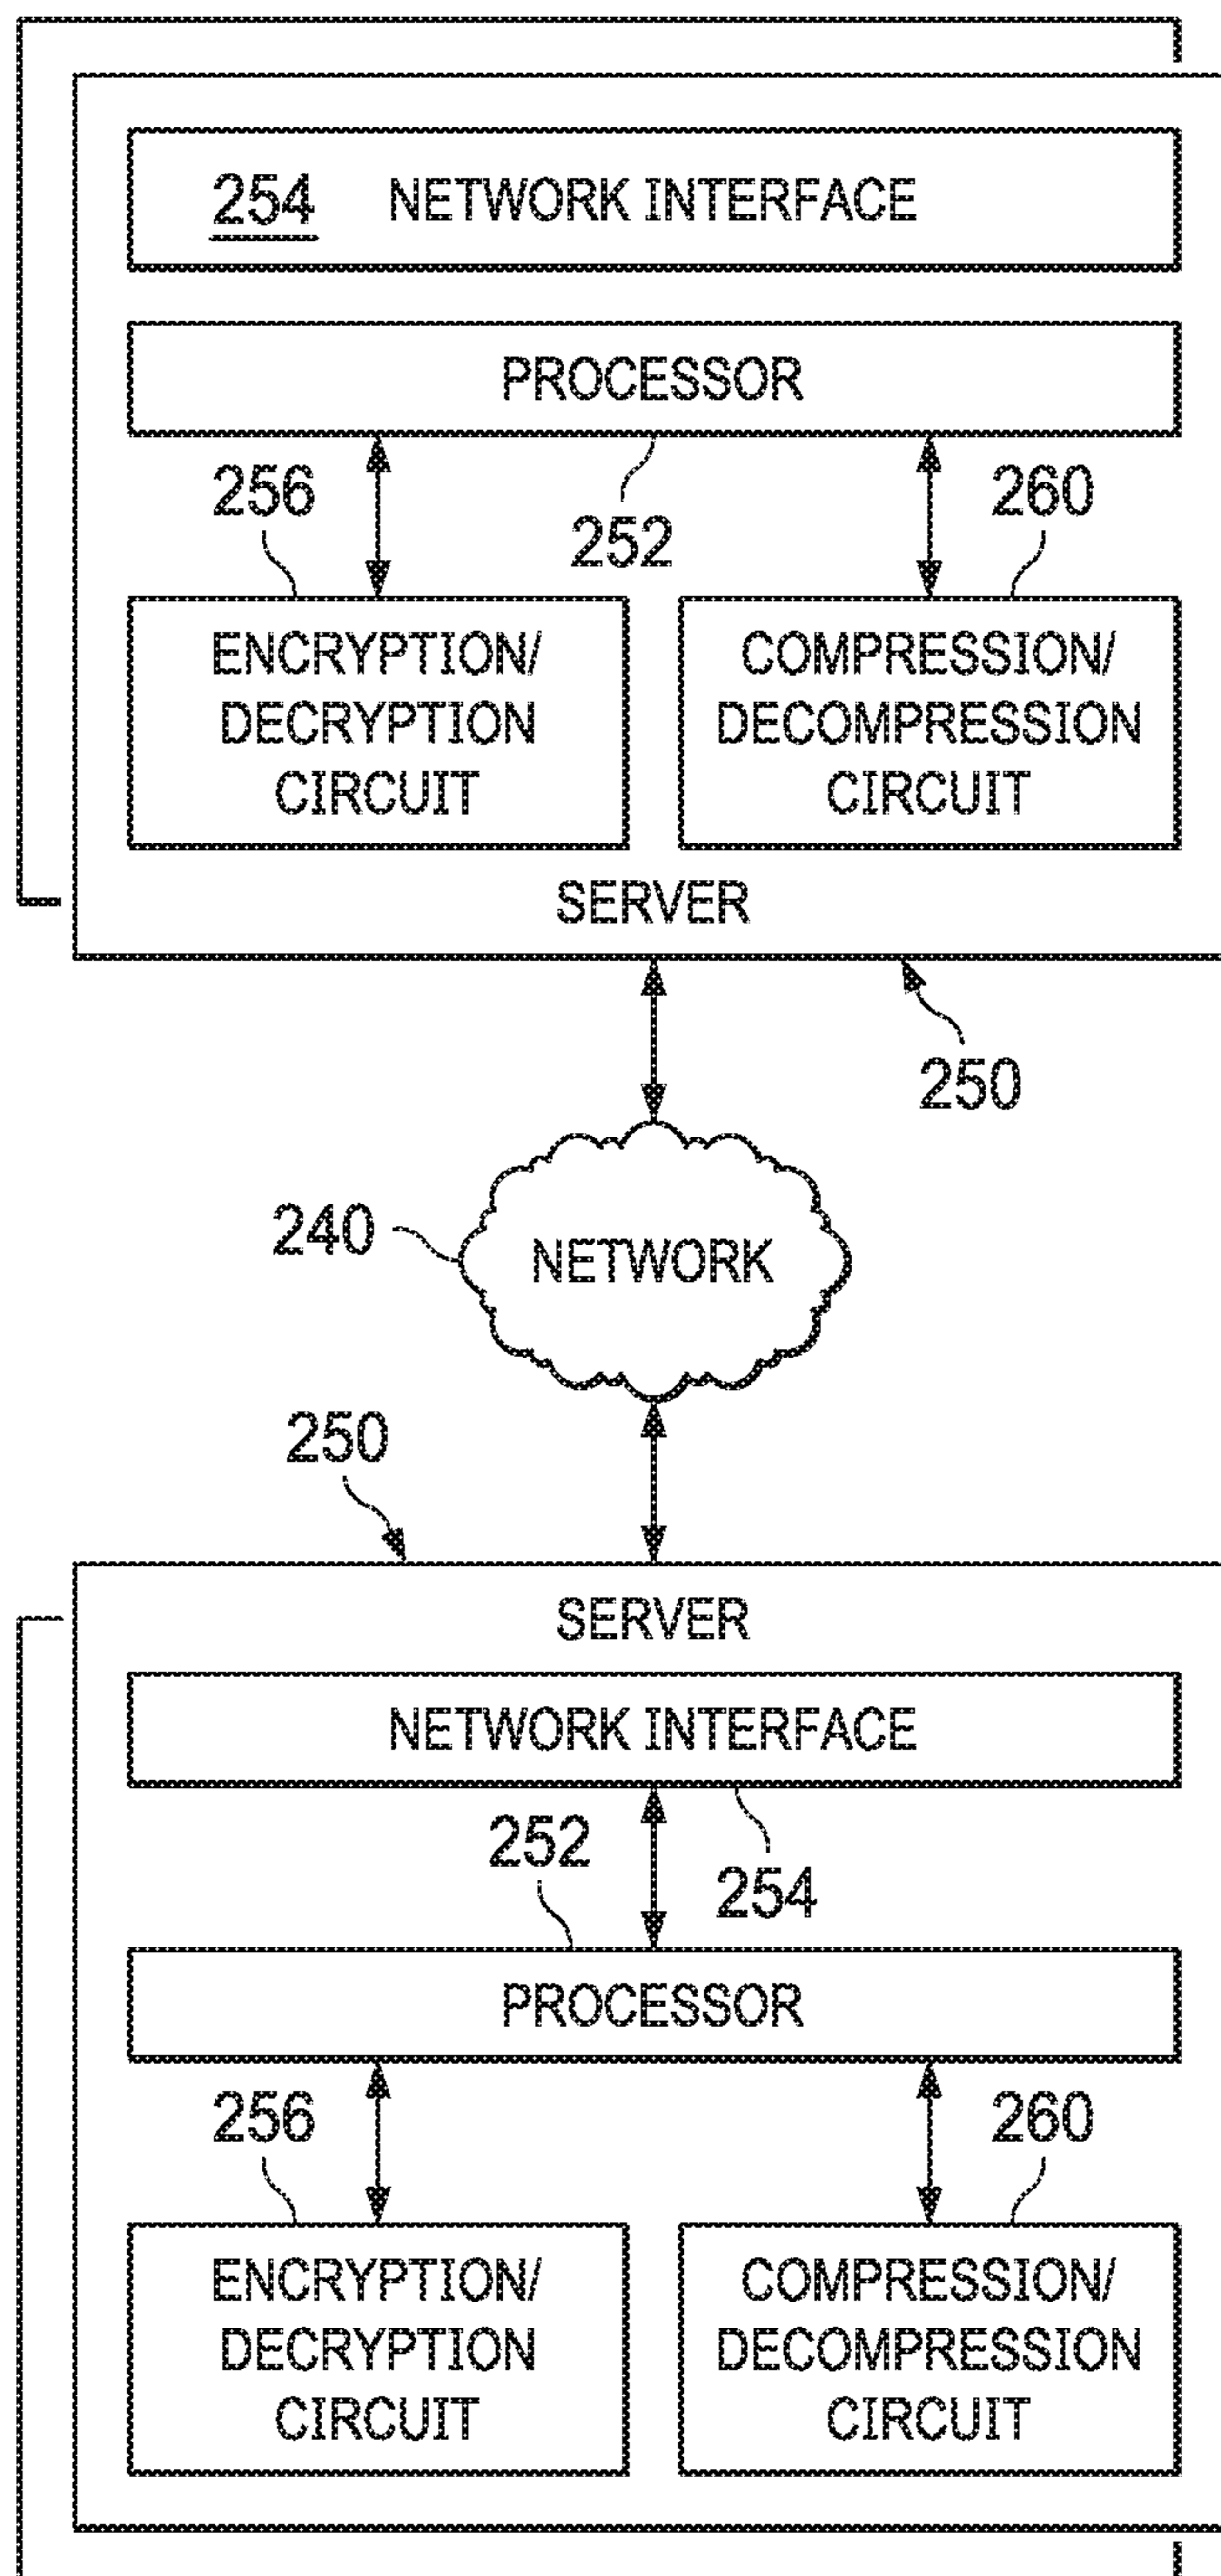 254 NETWORK INTERFACE
PROCESSOR
256
252
260
ENCRYPTION/
DECRYPTION
CIRCUIT
COMPRESSION/
DECOMPRESSION
CIRCUIT
SERVER
250
240
NETWORK
250
SERVER
NETWORK INTERFACE
252
254
PROCESSOR
256
260
ENCRYPTION/
DECRYPTION
CIRCUIT
COMPRESSION/
DECOMPRESSION
CIRCUIT